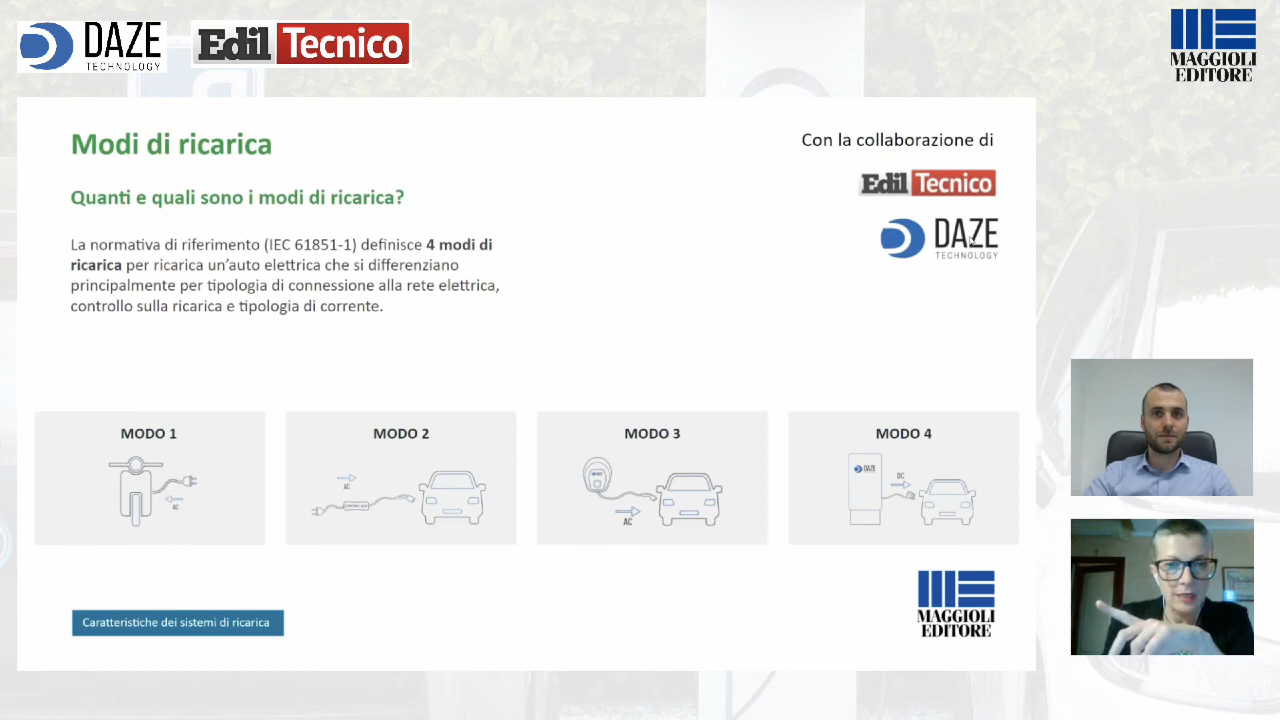 DAZE
TECHNOLOGY
Edil Tecnico
MAGGIOLI
EDITORE
Modi di ricarica
Con la collaborazione di
Quanti e quali sono i modi di ricarica?
Edil Tecnico
La normativa di riferimento (IEC 61851-1) definisce 4 modi di
ricarica per ricarica un'auto elettrica che si differenziano
principalmente per tipologia di connessione alla rete elettrica,
controllo sulla ricarica e tipologia di corrente.
DAZE
TECHNOLOGY
MODO 1
MODO 2
MODO 3
MODO 4
AC
AC
AC
DAZE
DC
MAGGIOLI
EDITORE
Caratteristiche dei sistemi di ricarica